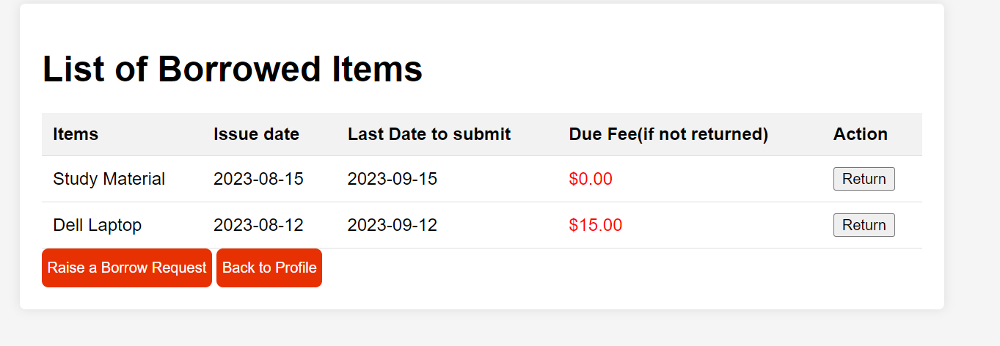 List of Borrowed Items
Items Issue date Last Date to submit Due Fee(if not returned) Action
Study Material 2023-08-15 2023-09-15 $0.00 Return
Dell Laptop 2023-08-12 2023-09-12 $15.00 Return
Raise a Borrow Request Back to Profile